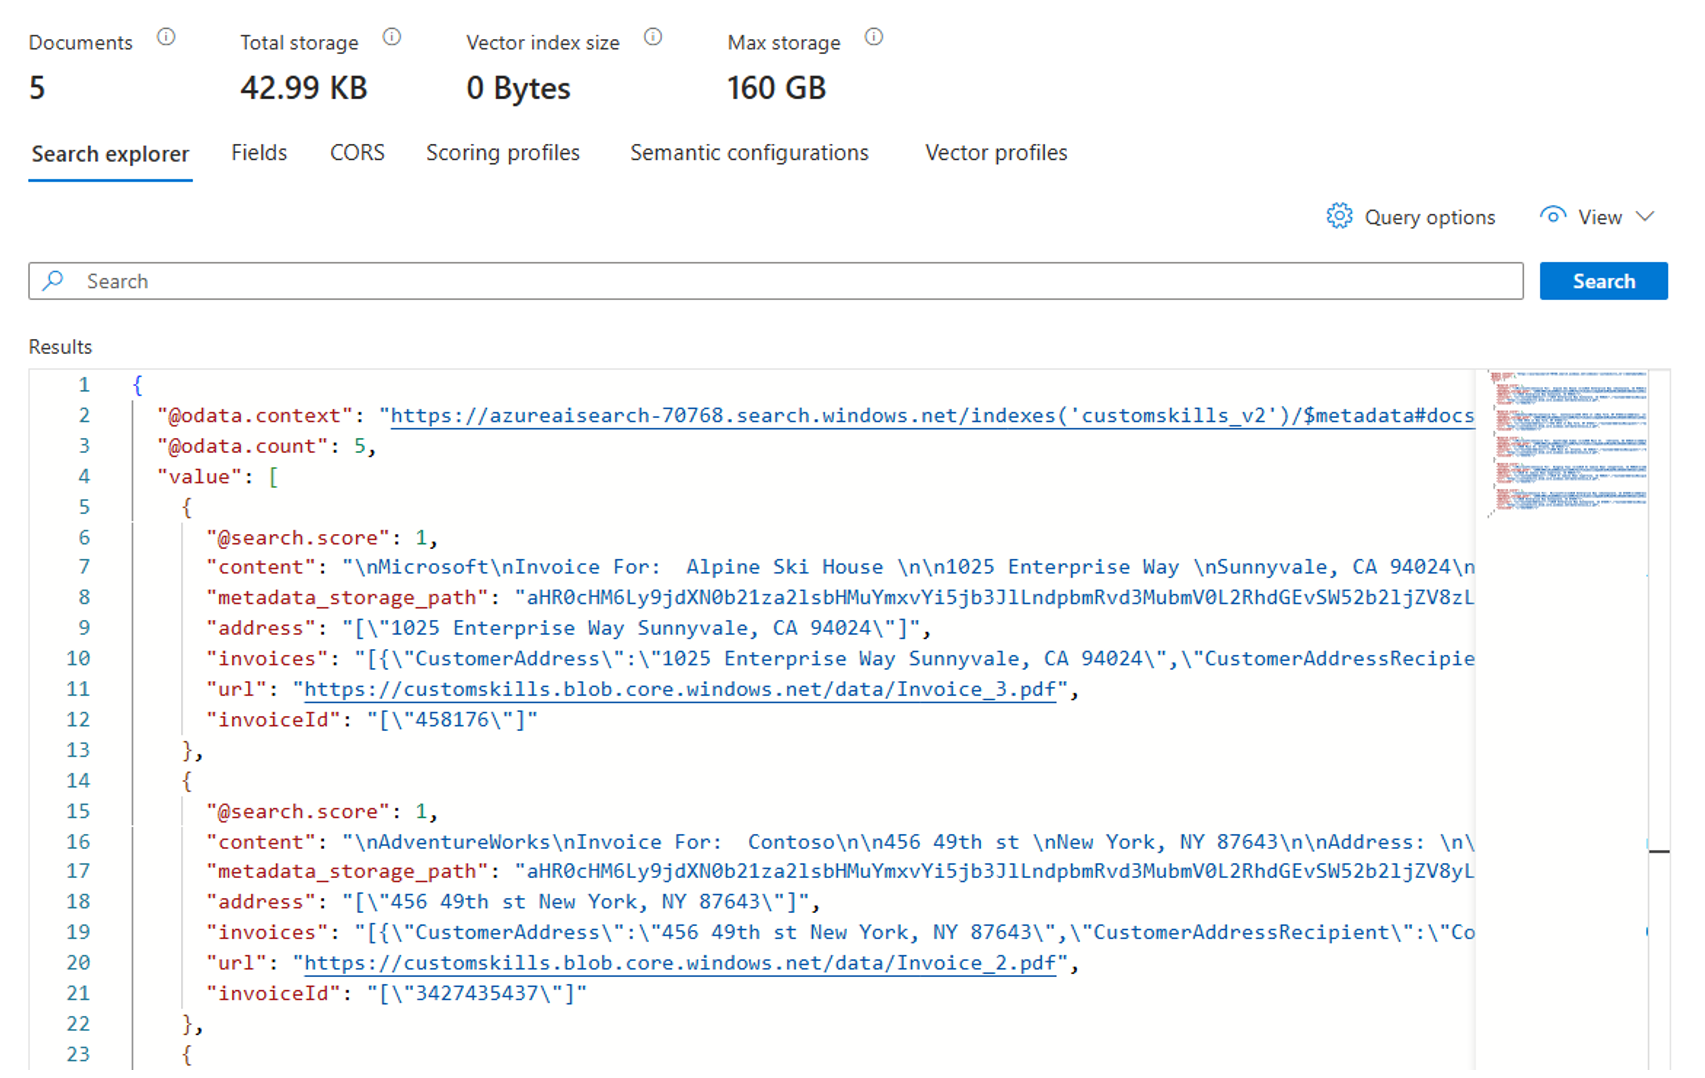 Documents
Total storage
Vector index size
Max storage
5
42.99 KB
0 Bytes
160 GB
Search explorer
Fields
CORS
Scoring profiles
Semantic configurations
Vector profiles
Query options
View
Search
Search
Results
1 {
2 "@odata.context": "https://azureaisearch-70768.search.windows.net/indexes('customskills_v2')/$metadata#docs
3 "@odata.count": 5,
4 "value": [
5 {
6 "@search.score": 1,
7 "content": "\nMicrosoft\nInvoice For:  Alpine Ski House \n\n1025 Enterprise Way \nSunnyvale, CA 94024\n
8 "metadata_storage_path": "aHR0cHM6Ly9jdXN0b21za2lsbHMuYmxvYi5jb3JlLndpbmRvd3MubmV0L2RhdGEvSW52b2ljZV8zL
9 "address": "[\"1025 Enterprise Way Sunnyvale, CA 94024\"]",
10 "invoices": "[{\"CustomerAddress\":\"1025 Enterprise Way Sunnyvale, CA 94024\",\"CustomerAddressRecipie
11 "url": "https://customskills.blob.core.windows.net/data/Invoice_3.pdf",
12 "invoiceId": "[\"458176\"]"
13 },
14 {
15 "@search.score": 1,
16 "content": "\nAdventureWorks\nInvoice For:  Contoso\n\n456 49th st \nNew York, NY 87643\n\nAddress: \n\
17 "metadata_storage_path": "aHR0cHM6Ly9jdXN0b21za2lsbHMuYmxvYi5jb3JlLndpbmRvd3MubmV0L2RhdGEvSW52b2ljZV8yL
18 "address": "[\"456 49th st New York, NY 87643\"]",
19 "invoices": "[{\"CustomerAddress\":\"456 49th st New York, NY 87643\",\"CustomerAddressRecipient\":\"Co
20 "url": "https://customskills.blob.core.windows.net/data/Invoice_2.pdf",
21 "invoiceId": "[\"3427435437\"]"
22 },
23 {